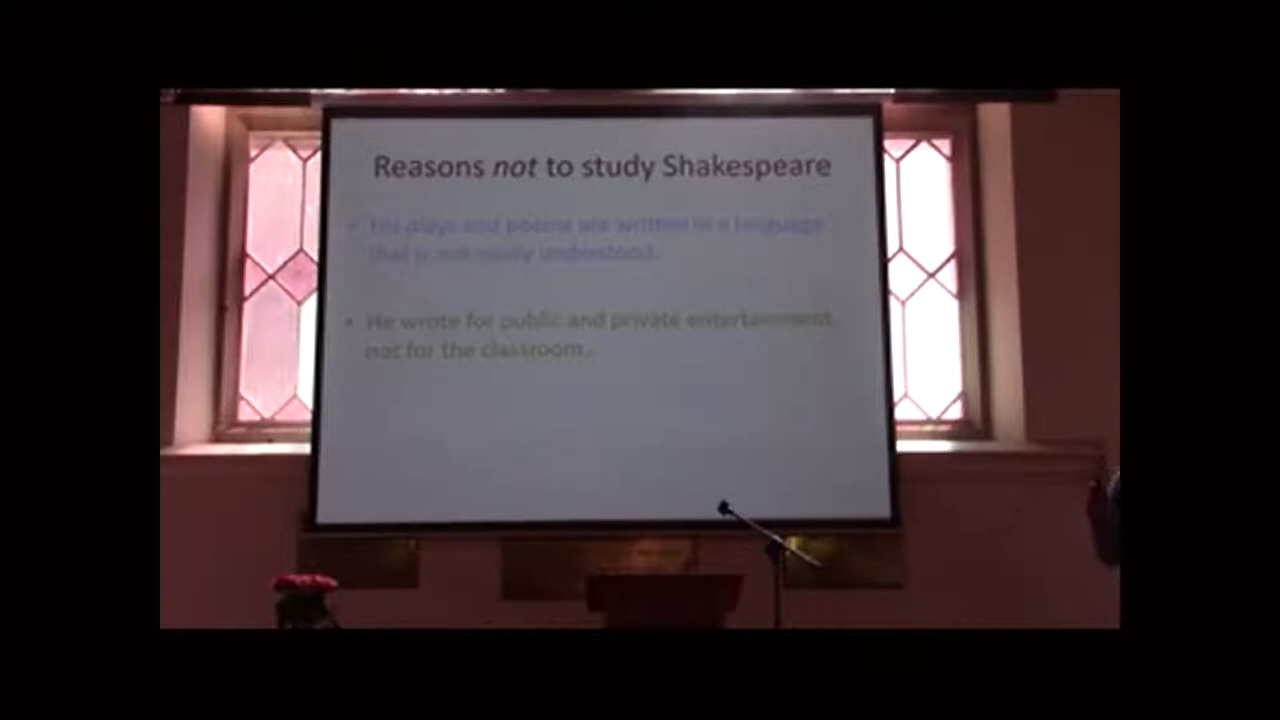 Reasons not to study Shakespeare
• His plays and poems are written in a language
that is not easily understood.
• He wrote for public and private entertainment,
not for the classroom.